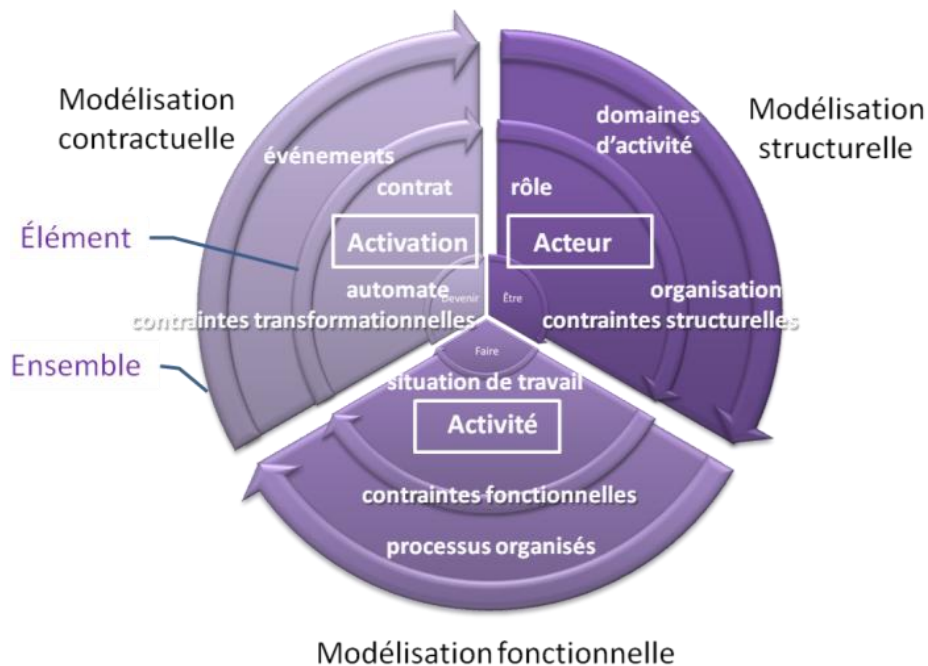 Modélisation
contractuelle
Modélisation
structurelle
domaines
d'activité
événements
contrat
rôle
Élément
Activation
Acteur
automate
Devenir
Être
organisation
contraintes transformationnelles
contraintes structurelles
Ensemble
Faire
situation de travail
Activité
contraintes fonctionnelles
processus organisés
Modélisation fonctionnelle